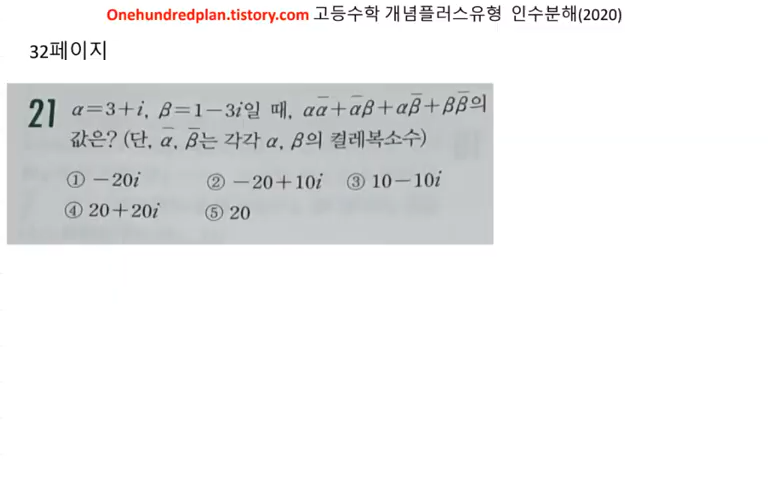 Onehundredplan.tistory.com 고등수학 개념플러스유형 인수분해(2020)
32페이지
21 α=3+i, β=1-3i일 때, αα̅+α̅β+αβ̅+ββ̅의
값은? (단, α̅, β̅는 각각 α, β의 켤레복소수)
① -20i ② -20+10i ③ 10-10i
④ 20+20i ⑤ 20